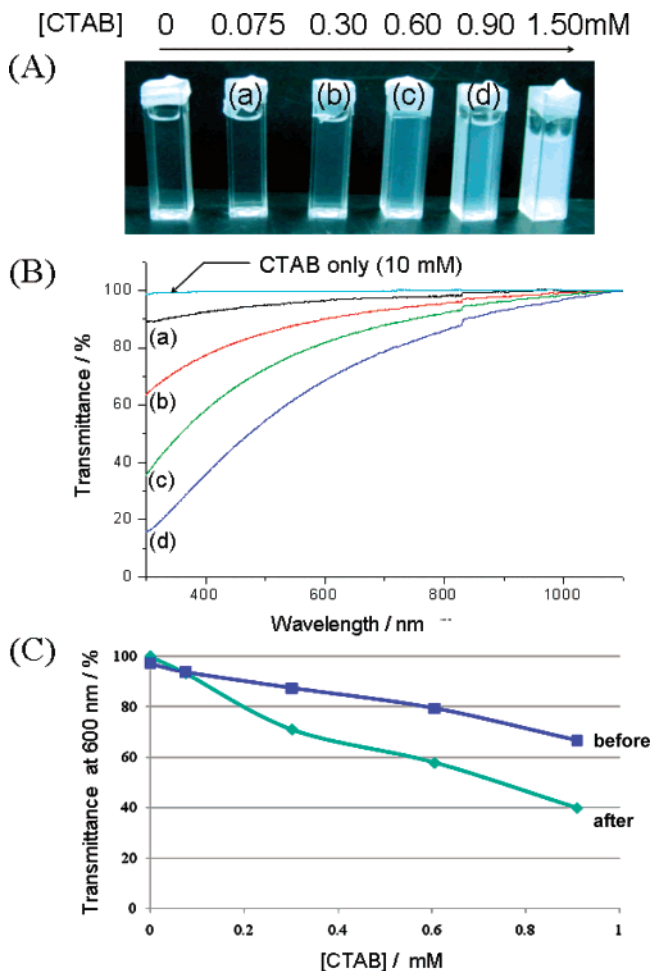 [CTAB] 0 0.075 0.30 0.60 0.90 1.50mM
(A)
(a) (b) (c) (d)
(B)
CTAB only (10 mM)
100
80
60
40
20
0
(a)
(b)
(c)
(d)
Transmittance / %
400 600 800 1000
Wavelength / nm
(C)
100
80
60
40
20
0
before
after
Transmittance at 600 nm / %
0 0.2 0.4 0.6 0.8 1
[CTAB] / mM